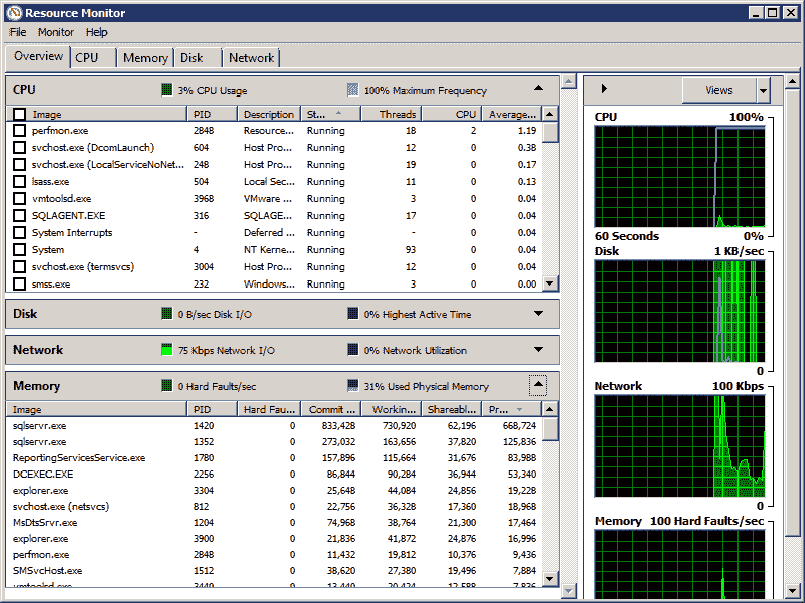 Resource Monitor
File Monitor Help
Overview CPU Memory Disk Network
CPU 3% CPU Usage 100% Maximum Frequency
Image PID Description St... Threads CPU Average...
perfmon.exe 2848 Resource... Running 18 2 1.19
svchost.exe (DcomLaunch) 604 Host Pro... Running 12 0 0.38
svchost.exe (LocalServiceNoNet... 248 Host Pro... Running 19 0 0.17
lsass.exe 504 Local Sec... Running 11 0 0.13
vmtoolsd.exe 3968 VMware ... Running 3 0 0.04
SQLAGENT.EXE 316 SQLAGE... Running 17 0 0.04
System Interrupts - Deferred ... Running - 0 0.04
System 4 NT Kerne... Running 93 0 0.04
svchost.exe (termsvcs) 3004 Host Pro... Running 12 0 0.04
smss.exe 232 Windows... Running 3 0 0.00
Disk 0 B/sec Disk I/O 0% Highest Active Time
Network 75 Kbps Network I/O 0% Network Utilization
Memory 0 Hard Faults/sec 31% Used Physical Memory
Image PID Hard Fau... Commit ... Workin... Shareabl... Pr...
sqlservr.exe 1420 0 833,428 730,920 62,196 668,724
sqlservr.exe 1352 0 273,032 163,656 37,820 125,836
ReportingServicesService.exe 1780 0 157,896 115,664 31,676 83,988
DCEXEC.EXE 2256 0 86,844 90,284 36,944 53,340
explorer.exe 3304 0 25,648 44,084 24,856 19,228
svchost.exe (netsvcs) 812 0 22,756 36,328 17,360 18,968
MsDtsSrvr.exe 1204 0 74,968 38,764 21,300 17,464
explorer.exe 3900 0 21,836 41,872 24,876 16,996
perfmon.exe 2848 0 11,432 19,812 10,376 9,436
SMSvcHost.exe 1512 0 38,620 27,380 19,496 7,884
vmtoolsd.exe 3440 0 13,440 20,424 12,588 7,836
Views
CPU 100%
60 Seconds 0%
Disk 1 KB/sec
0
Network 100 Kbps
0
Memory 100 Hard Faults/sec